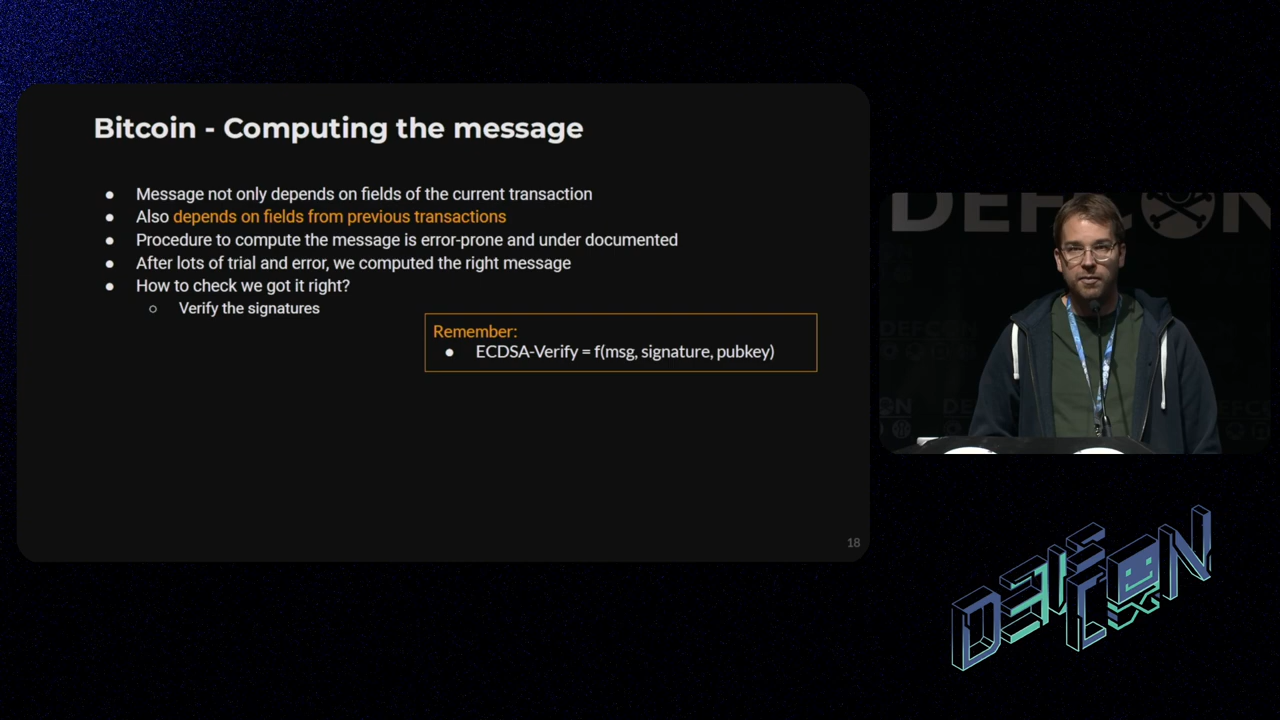 Bitcoin - Computing the message
● Message not only depends on fields of the current transaction
● Also depends on fields from previous transactions
● Procedure to compute the message is error-prone and under documented
● After lots of trial and error, we computed the right message
● How to check we got it right?
○ Verify the signatures
Remember:
● ECDSA-Verify = f(msg, signature, pubkey)
18
DEFCON
DEFCON
DEFCON